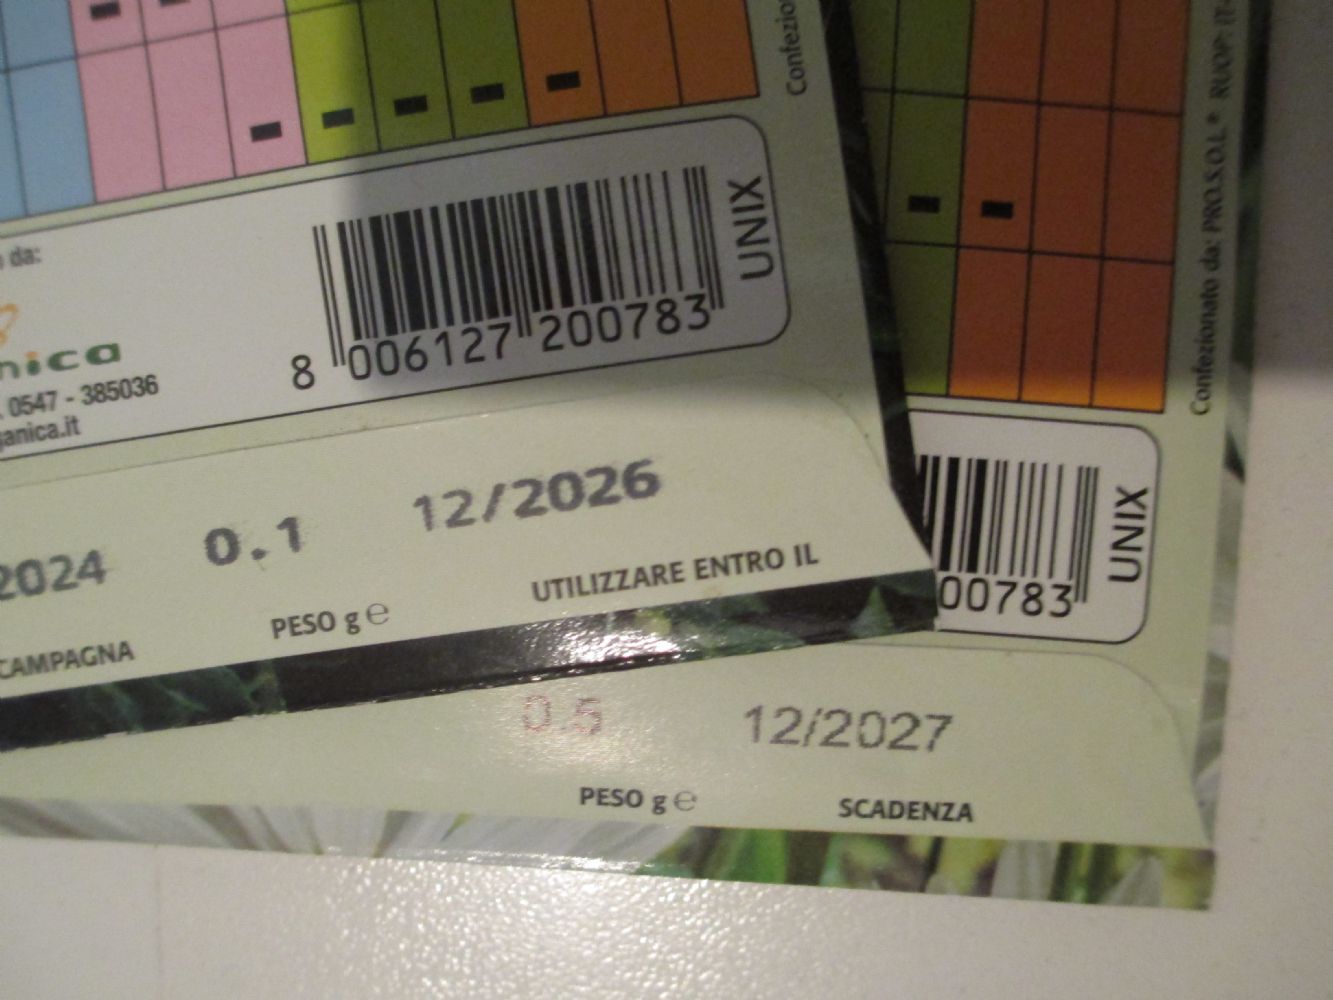 Confezio
da:
nica
0547 - 385036
ganica.it
8 006127 200783
UNIX
2024
0.1
12/2026
CAMPAGNA
PESO g ℮
UTILIZZARE ENTRO IL
Confezionato da: PRO.S.O.L.® RUOP: IT-
00783
UNIX
0.5
12/2027
PESO g ℮
SCADENZA